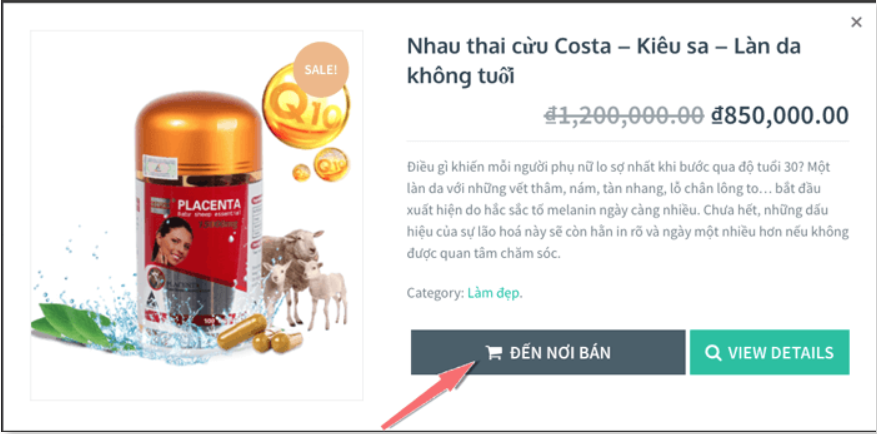 ×
Nhau thai cừu Costa – Kiêu sa – Làn da
không tuổi
SALE!
₫1,200,000.00 ₫850,000.00
Q10
Q10
Điều gì khiến mỗi người phụ nữ lo sợ nhất khi bước qua độ tuổi 30? Một
làn da với những vết thâm, nám, tàn nhang, lỗ chân lông to… bắt đầu
xuất hiện do hắc sắc tố melanin ngày càng nhiều. Chưa hết, những dấu
hiệu của sự lão hoá này sẽ còn hằn in rõ và ngày một nhiều hơn nếu không
được quan tâm chăm sóc.
PLACENTA
PLACENTA
Category: Làm đẹp.
ĐẾN NƠI BÁN
VIEW DETAILS